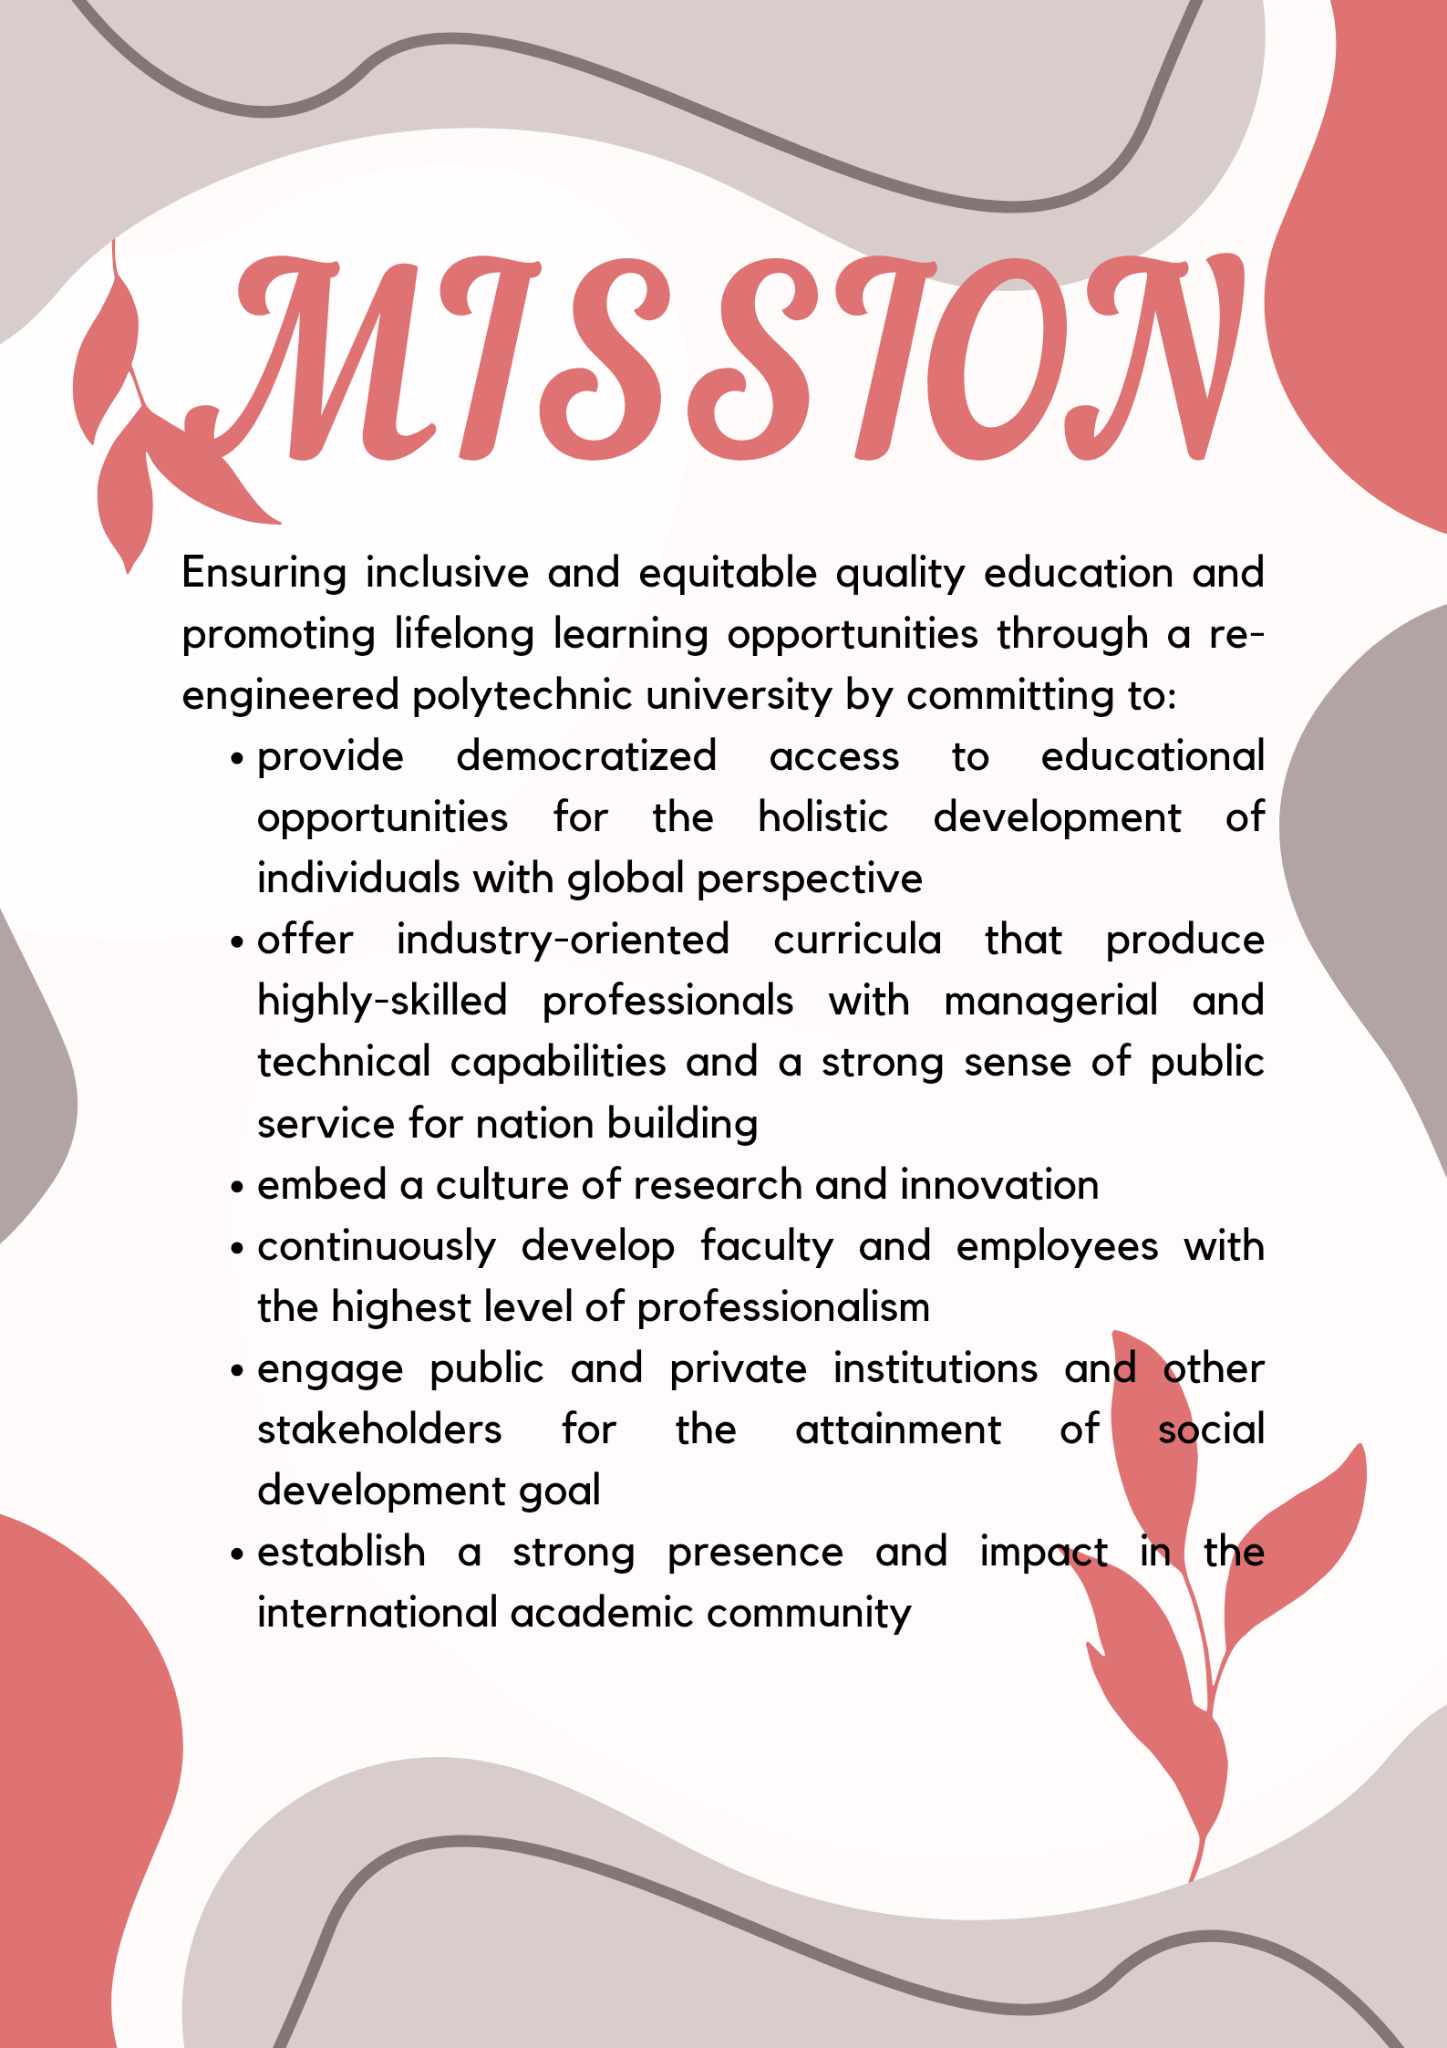 MISSION
Ensuring inclusive and equitable quality education and
promoting lifelong learning opportunities through a re-
engineered polytechnic university by committing to:
• provide democratized access to educational
opportunities for the holistic development of
individuals with global perspective
• offer industry-oriented curricula that produce
highly-skilled professionals with managerial and
technical capabilities and a strong sense of public
service for nation building
• embed a culture of research and innovation
• continuously develop faculty and employees with
the highest level of professionalism
• engage public and private institutions and other
stakeholders for the attainment of social
development goal
• establish a strong presence and impact in the
international academic community